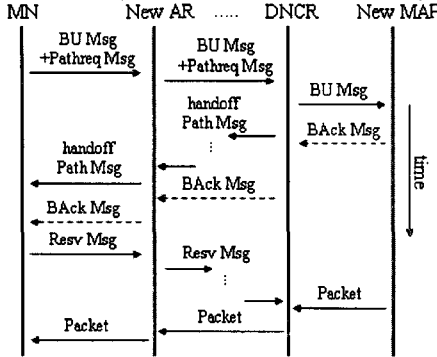 MN New AR ..... DNCR New MAP
BU Msg
+Pathreq Msg
BU Msg
+Pathreq Msg
BU Msg
handoff
Path Msg
BAck Msg
handoff
Path Msg
BAck Msg
time
BAck Msg
Resv Msg
Resv Msg
Packet
Packet
Packet